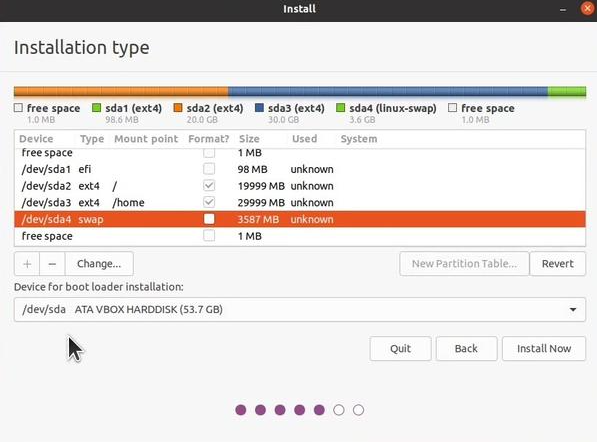 Install
Installation type
free space sda1 (ext4) sda2 (ext4) sda3 (ext4) sda4 (linux-swap) free space
1.0 MB 98.6 MB 20.0 GB 30.0 GB 3.6 GB 1.0 MB
Device Type Mount point Format? Size Used System
free space 1 MB
/dev/sda1 efi 98 MB unknown
/dev/sda2 ext4 / 19999 MB unknown
/dev/sda3 ext4 /home 29999 MB unknown
/dev/sda4 swap 3587 MB unknown
free space 1 MB
+ − Change... New Partition Table... Revert
Device for boot loader installation:
/dev/sda ATA VBOX HARDDISK (53.7 GB)
Quit Back Install Now